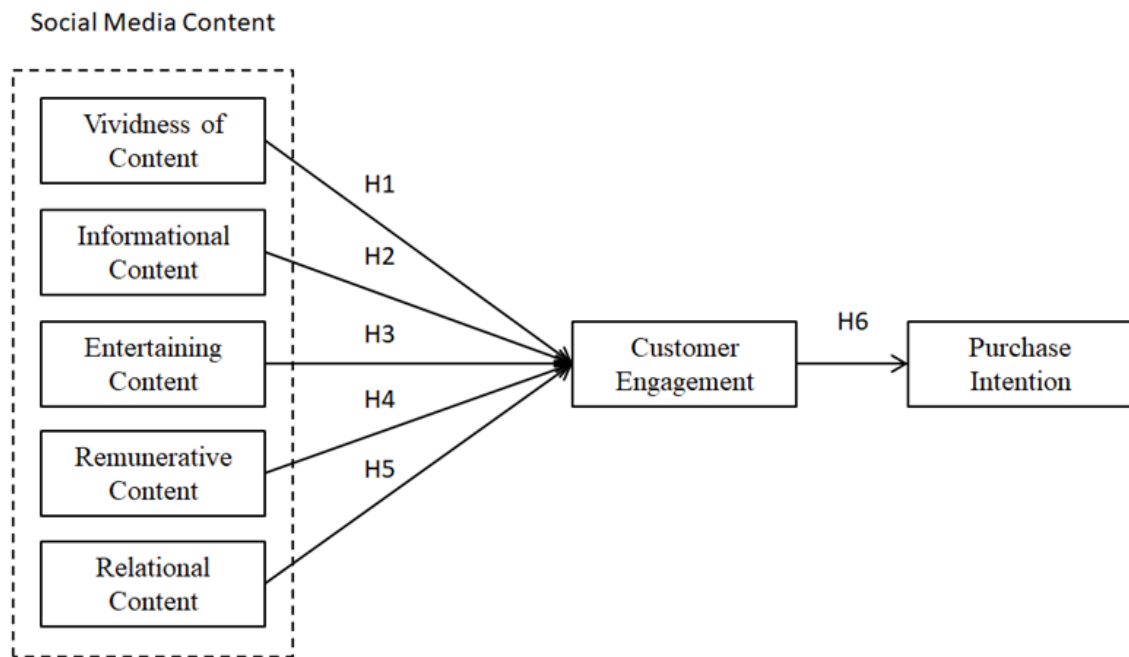 Social Media Content
Vividness of
Content
H1
Informational
Content
H2
Entertaining
Content
H3
Customer
Engagement
H6
Purchase
Intention
Remunerative
Content
H4
Relational
Content
H5